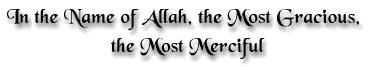 In the Name of Allah, the Most Gracious,
the Most Merciful